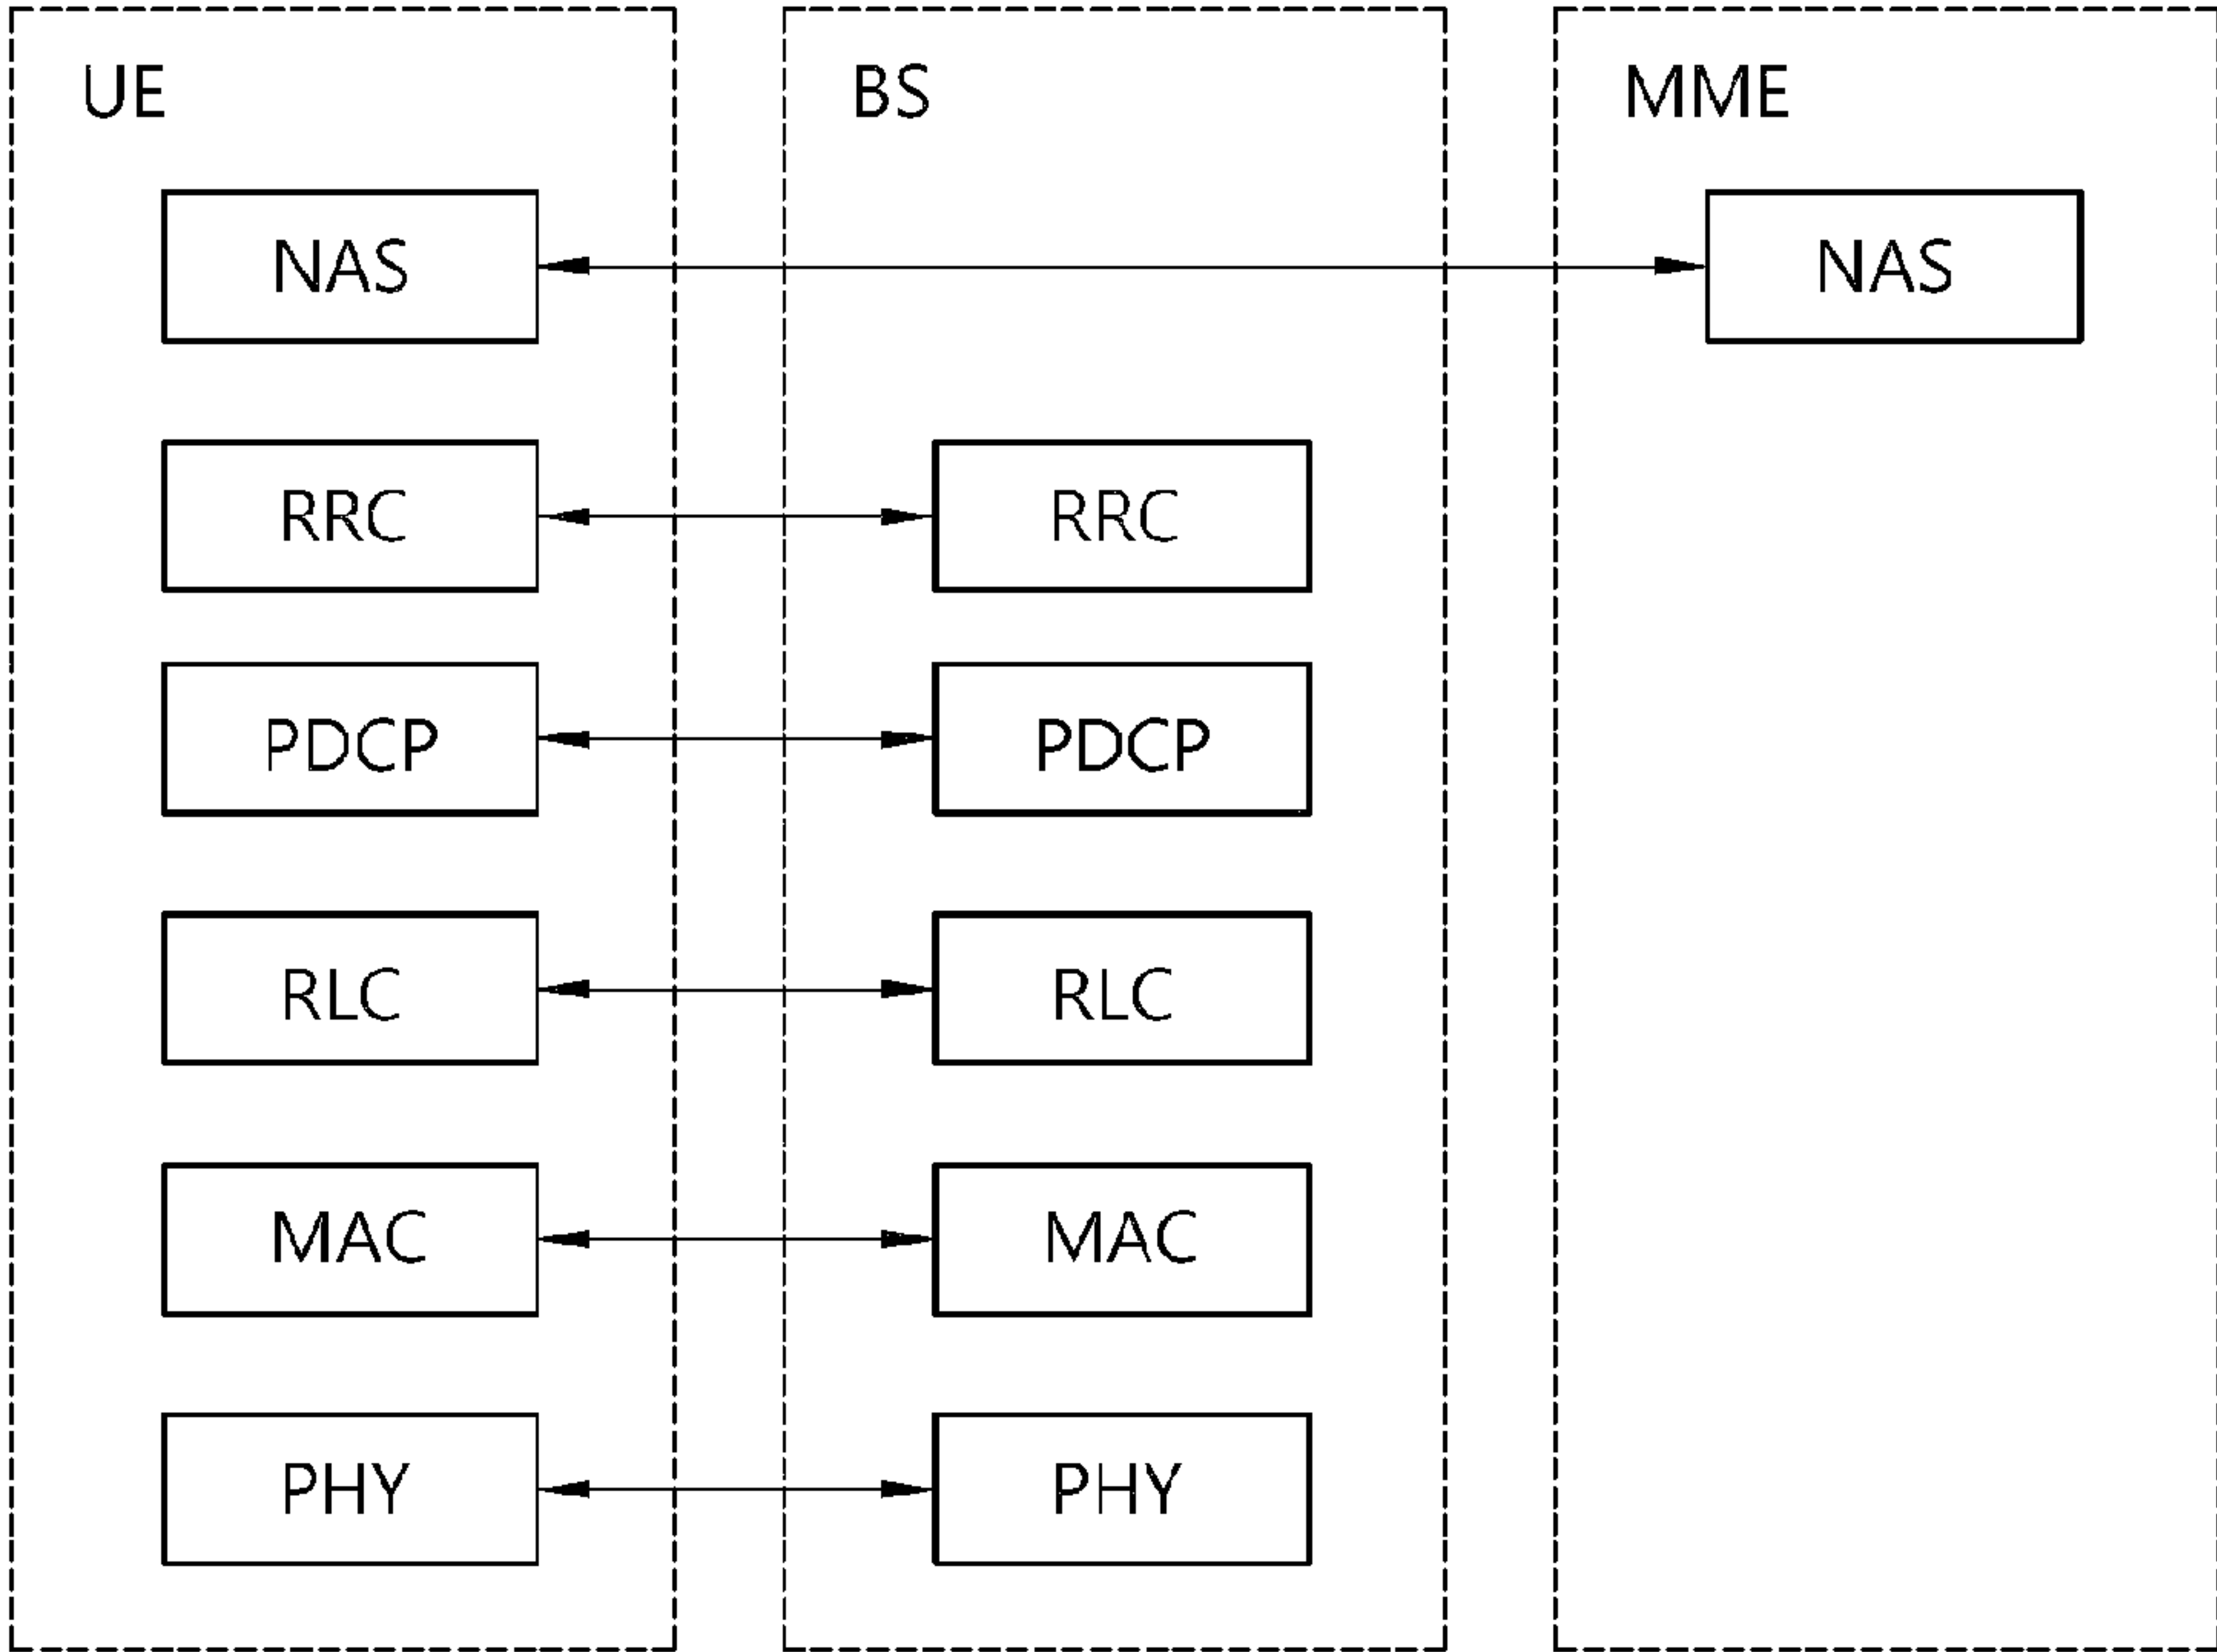 UE BS MME
NAS NAS
RRC RRC
PDCP PDCP
RLC RLC
MAC MAC
PHY PHY